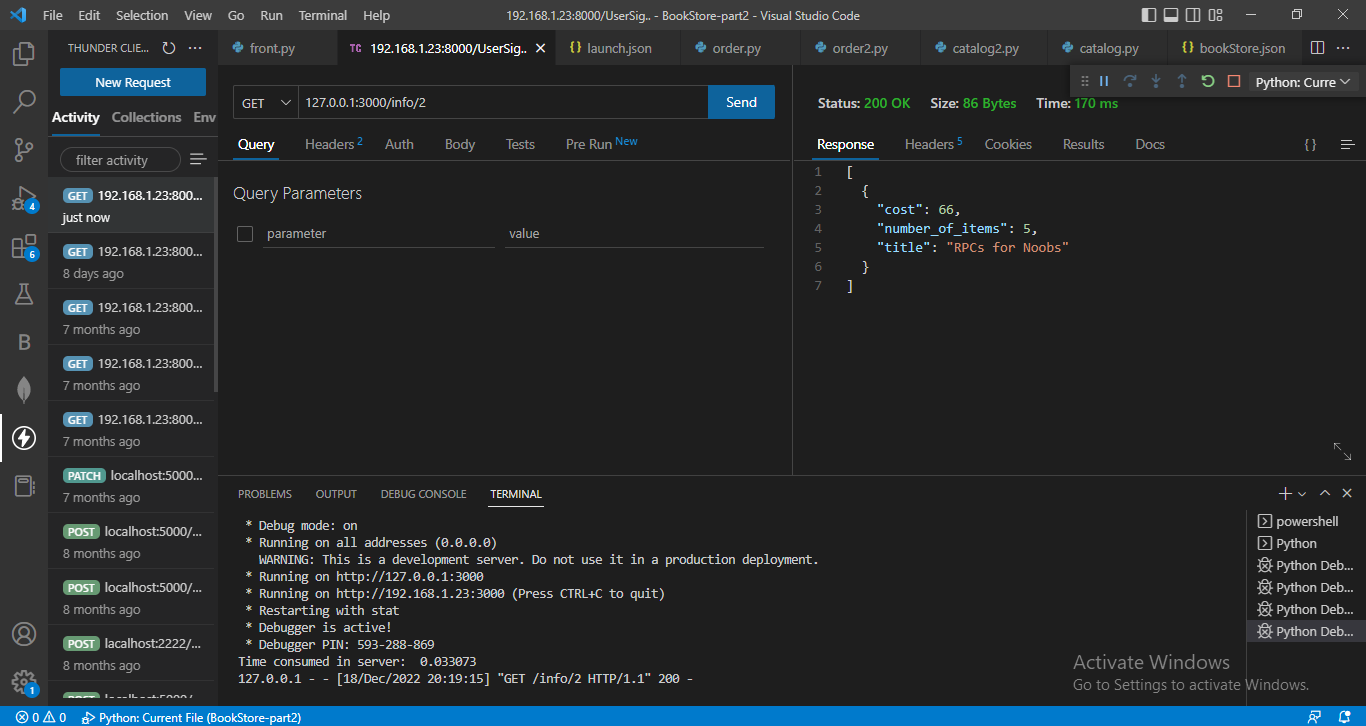 File Edit Selection View Go Run Terminal Help 192.168.1.23:8000/UserSig.. - BookStore-part2 - Visual Studio Code
THUNDER CLIE... ··· front.py TC 192.168.1.23:8000/UserSig.. {} launch.json order.py order2.py catalog2.py catalog.py {} bookStore.json ···
New Request
Activity Collections Env
filter activity
GET 192.168.1.23:800...
just now
GET 192.168.1.23:800...
8 days ago
GET 192.168.1.23:800...
7 months ago
GET 192.168.1.23:800...
7 months ago
GET 192.168.1.23:800...
7 months ago
PATCH localhost:5000...
7 months ago
POST localhost:5000/...
8 months ago
POST localhost:5000/...
8 months ago
POST lacalhost:2222/...
8 months ago
4
6
B
1
GET 127.0.0.1:3000/info/2 Send
Query Headers 2 Auth Body Tests Pre Run New
Query Parameters
parameter value
Python: Curre
Status: 200 OK Size: 86 Bytes Time: 170 ms
Response Headers 5 Cookies Results Docs {}
1 [
2 {
3 "cost": 66,
4 "number_of_items": 5,
5 "title": "RPCs for Noobs"
6 }
7 ]
PROBLEMS OUTPUT DEBUG CONSOLE TERMINAL
* Debug mode: on
* Running on all addresses (0.0.0.0)
WARNING: This is a development server. Do not use it in a production deployment.
* Running on http://127.0.0.1:3000
* Running on http://192.168.1.23:3000 (Press CTRL+C to quit)
* Restarting with stat
* Debugger is active!
* Debugger PIN: 593-288-869
Time consumed in server:  0.033073
127.0.0.1 - - [18/Dec/2022 20:19:15] "GET /info/2 HTTP/1.1" 200 -
powershell
Python
Python Deb...
Python Deb...
Python Deb...
Python Deb...
Activate Windows
Go to Settings to activate Windows.
0 0 Python: Current File (BookStore-part2)